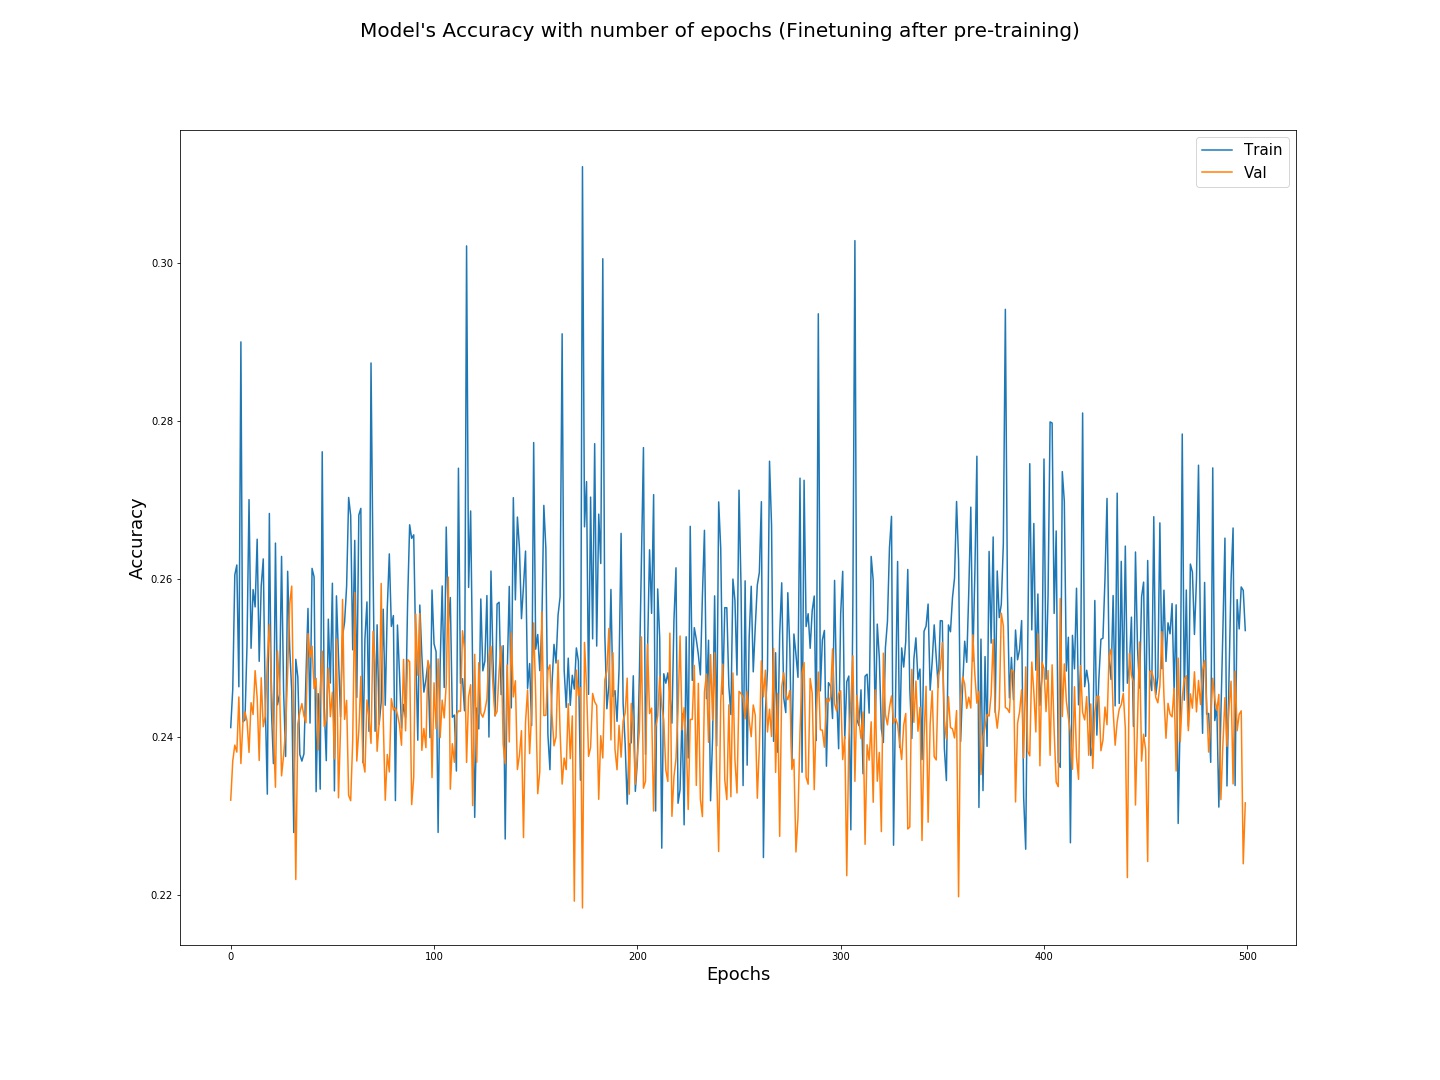 Model's Accuracy with number of epochs (Finetuning after pre-training)
Train
Val
0.30
0.28
0.26
0.24
0.22
Accuracy
0 100 200 300 400 500
Epochs